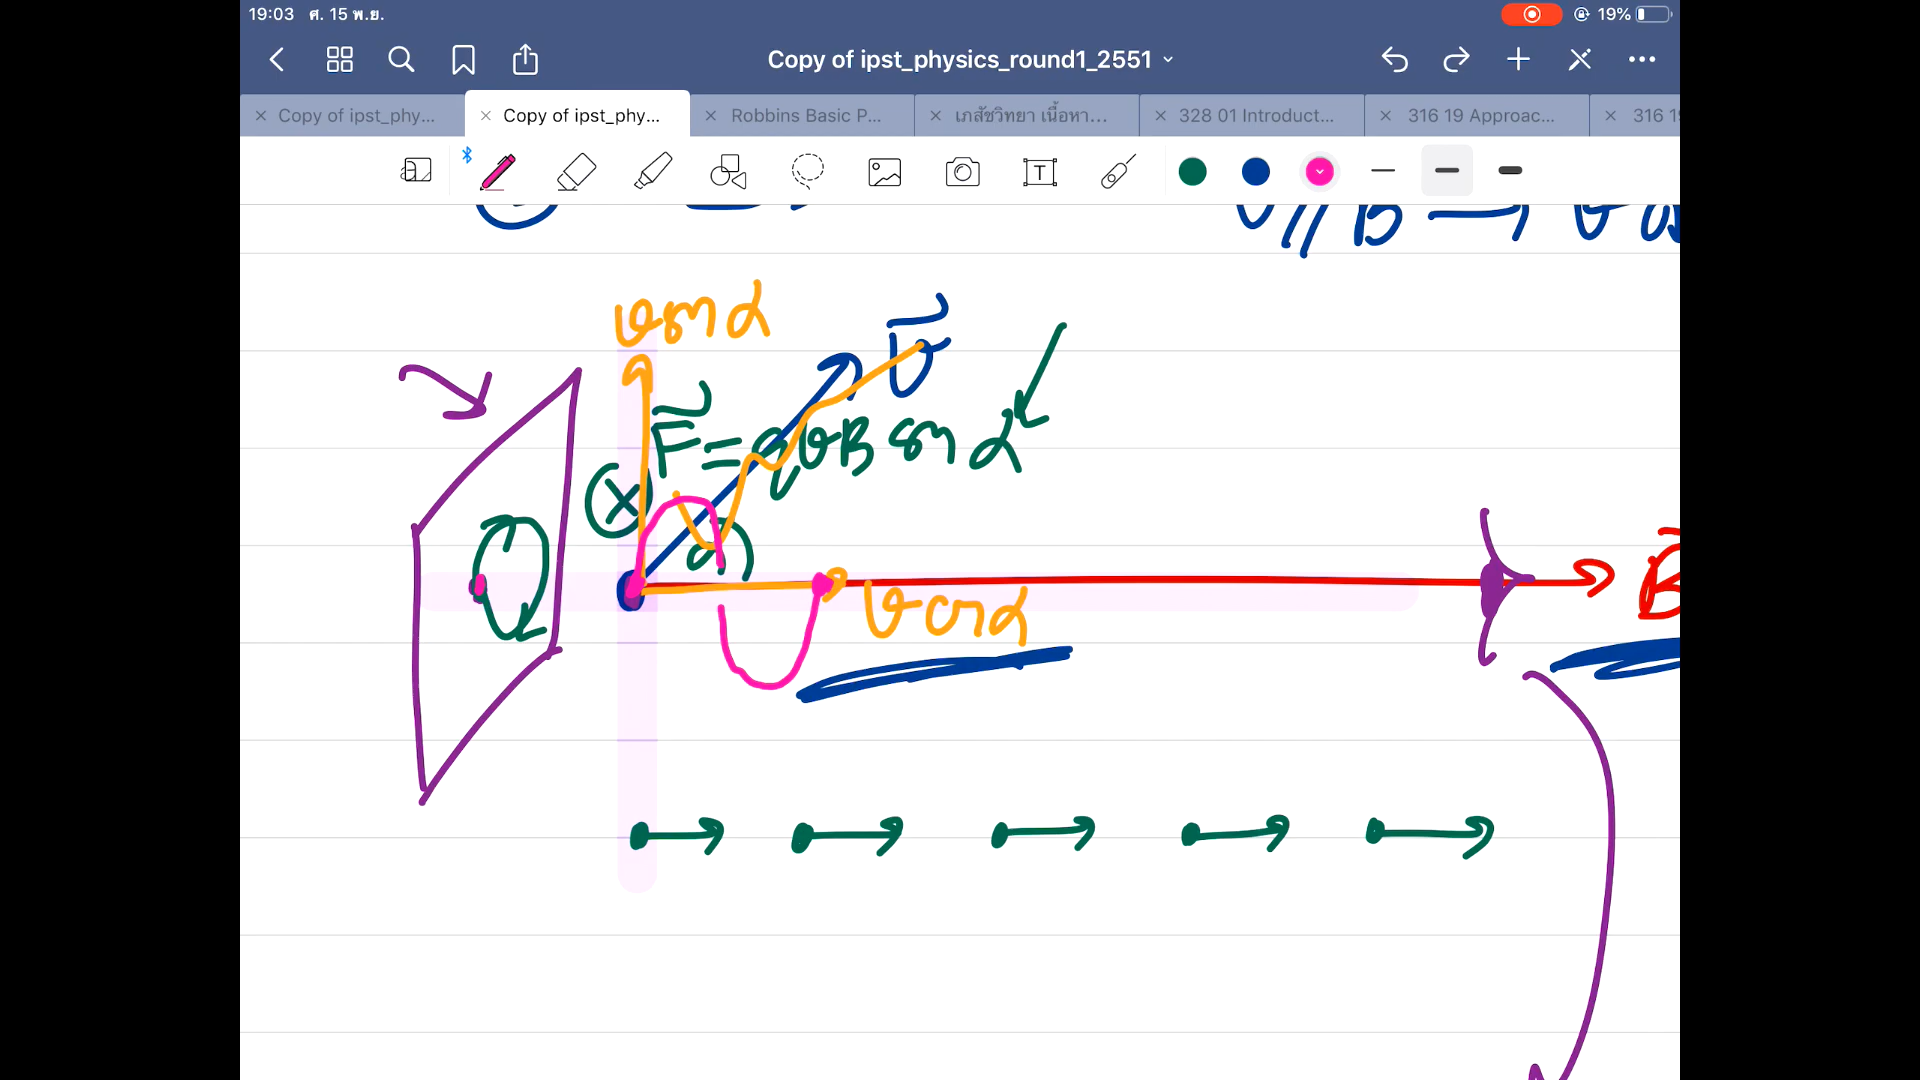 19:03 ศ. 15 พ.ย.
19%
Copy of ipst_physics_round1_2551
Copy of ipst_phy...
Copy of ipst_phy...
Robbins Basic P...
เภสัชวิทยา เนื้อหา...
328 01 Introduct...
316 19 Approac...
316 1
T
v // B → v
v sin α
v
F = qvB sin α
X
α
v cos α
B